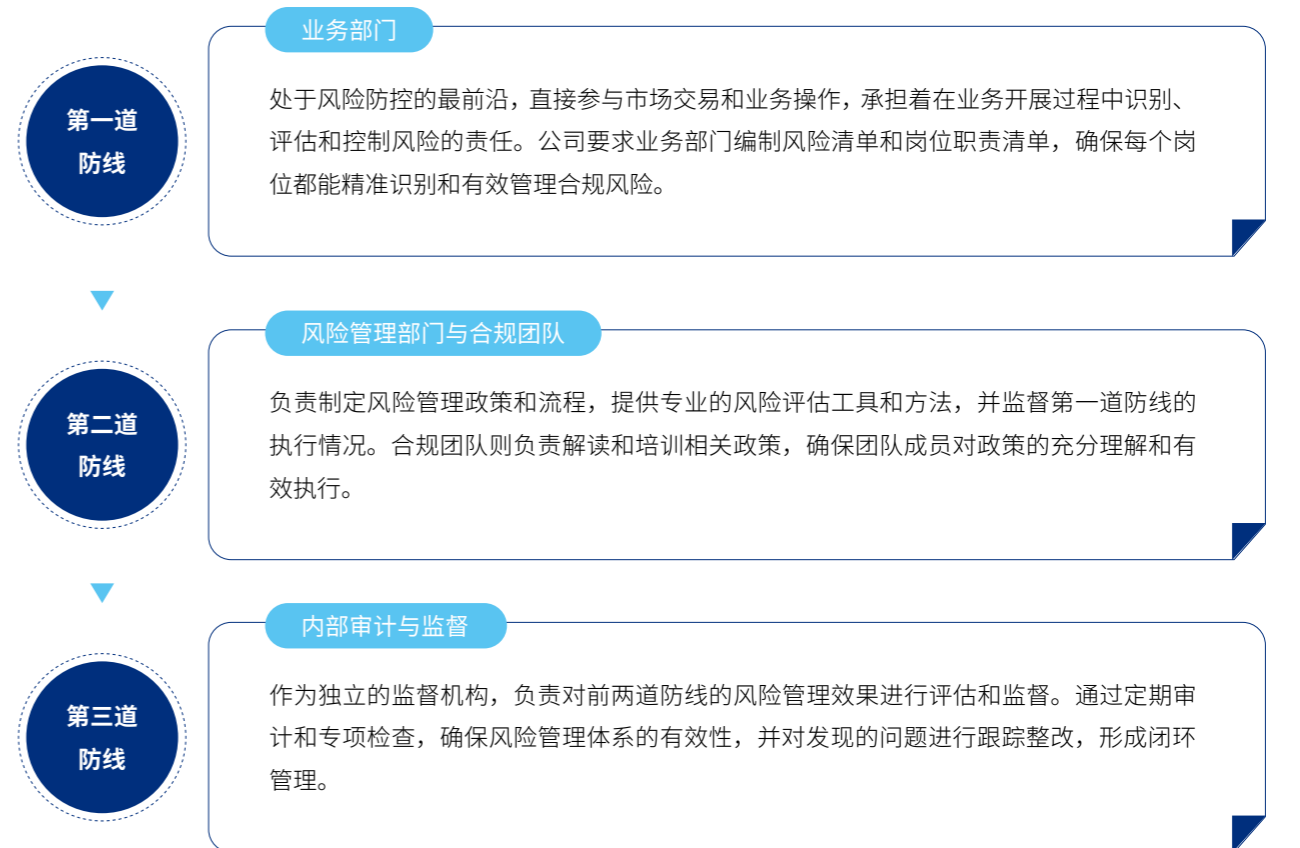 业务部门
第一道
防线
处于风险防控的最前沿，直接参与市场交易和业务操作，承担着在业务开展过程中识别、
评估和控制风险的责任。公司要求业务部门编制风险清单和岗位职责清单，确保每个岗
位都能精准识别和有效管理合规风险。
风险管理部门与合规团队
第二道
防线
负责制定风险管理政策和流程，提供专业的风险评估工具和方法，并监督第一道防线的
执行情况。合规团队则负责解读和培训相关政策，确保团队成员对政策的充分理解和有
效执行。
内部审计与监督
第三道
防线
作为独立的监督机构，负责对前两道防线的风险管理效果进行评估和监督。通过定期审
计和专项检查，确保风险管理体系的有效性，并对发现的问题进行跟踪整改，形成闭环
管理。